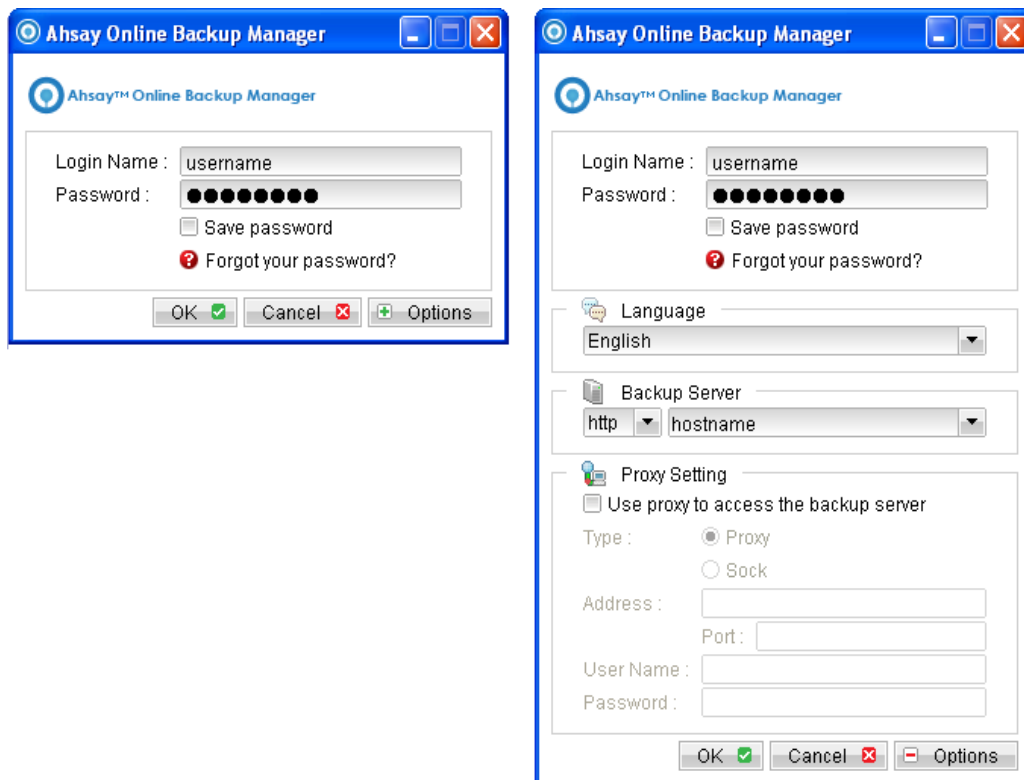 Ahsay Online Backup Manager
Ahsay™ Online Backup Manager
Login Name : username
Password : ●●●●●●●●
Save password
Forgot your password?
OK Cancel Options
Ahsay Online Backup Manager
Ahsay™ Online Backup Manager
Login Name : username
Password : ●●●●●●●●
Save password
Forgot your password?
Language
English
Backup Server
http hostname
Proxy Setting
Use proxy to access the backup server
Type : Proxy
Sock
Address :
Port :
User Name :
Password :
OK Cancel Options